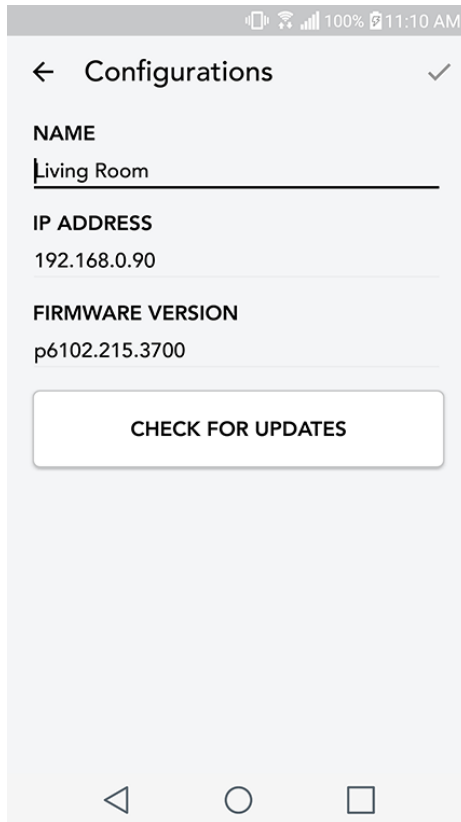 100% 11:10 AM
Configurations
NAME
Living Room
IP ADDRESS
192.168.0.90
FIRMWARE VERSION
p6102.215.3700
CHECK FOR UPDATES